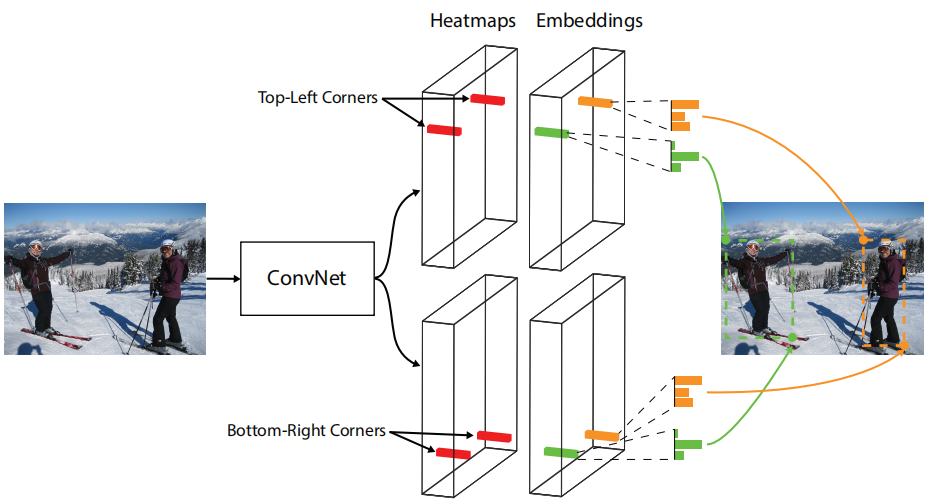 Heatmaps
Embeddings
Top-Left Corners
ConvNet
Bottom-Right Corners